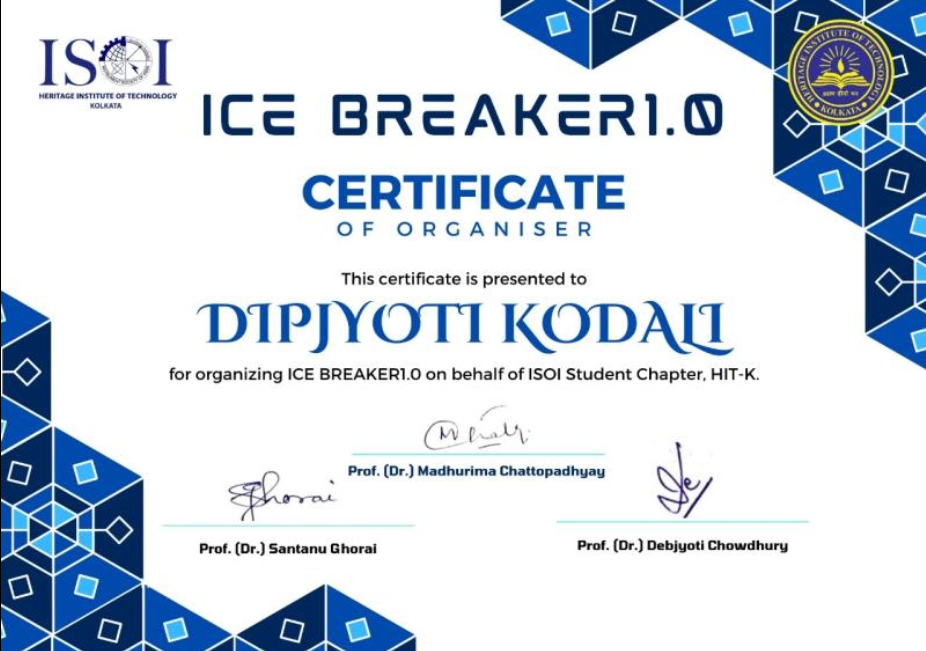 ISOI
HERITAGE INSTITUTE OF TECHNOLOGY
KOLKATA
HERITAGE INSTITUTE OF TECHNOLOGY
KOLKATA
ICE BREAKER1.0
CERTIFICATE
OF ORGANISER
This certificate is presented to
DIPJYOTI KODALI
for organizing ICE BREAKER1.0 on behalf of ISOI Student Chapter, HIT-K.
Prof. (Dr.) Madhurima Chattopadhyay
SGhorai
Prof. (Dr.) Santanu Ghorai
Prof. (Dr.) Debjyoti Chowdhury